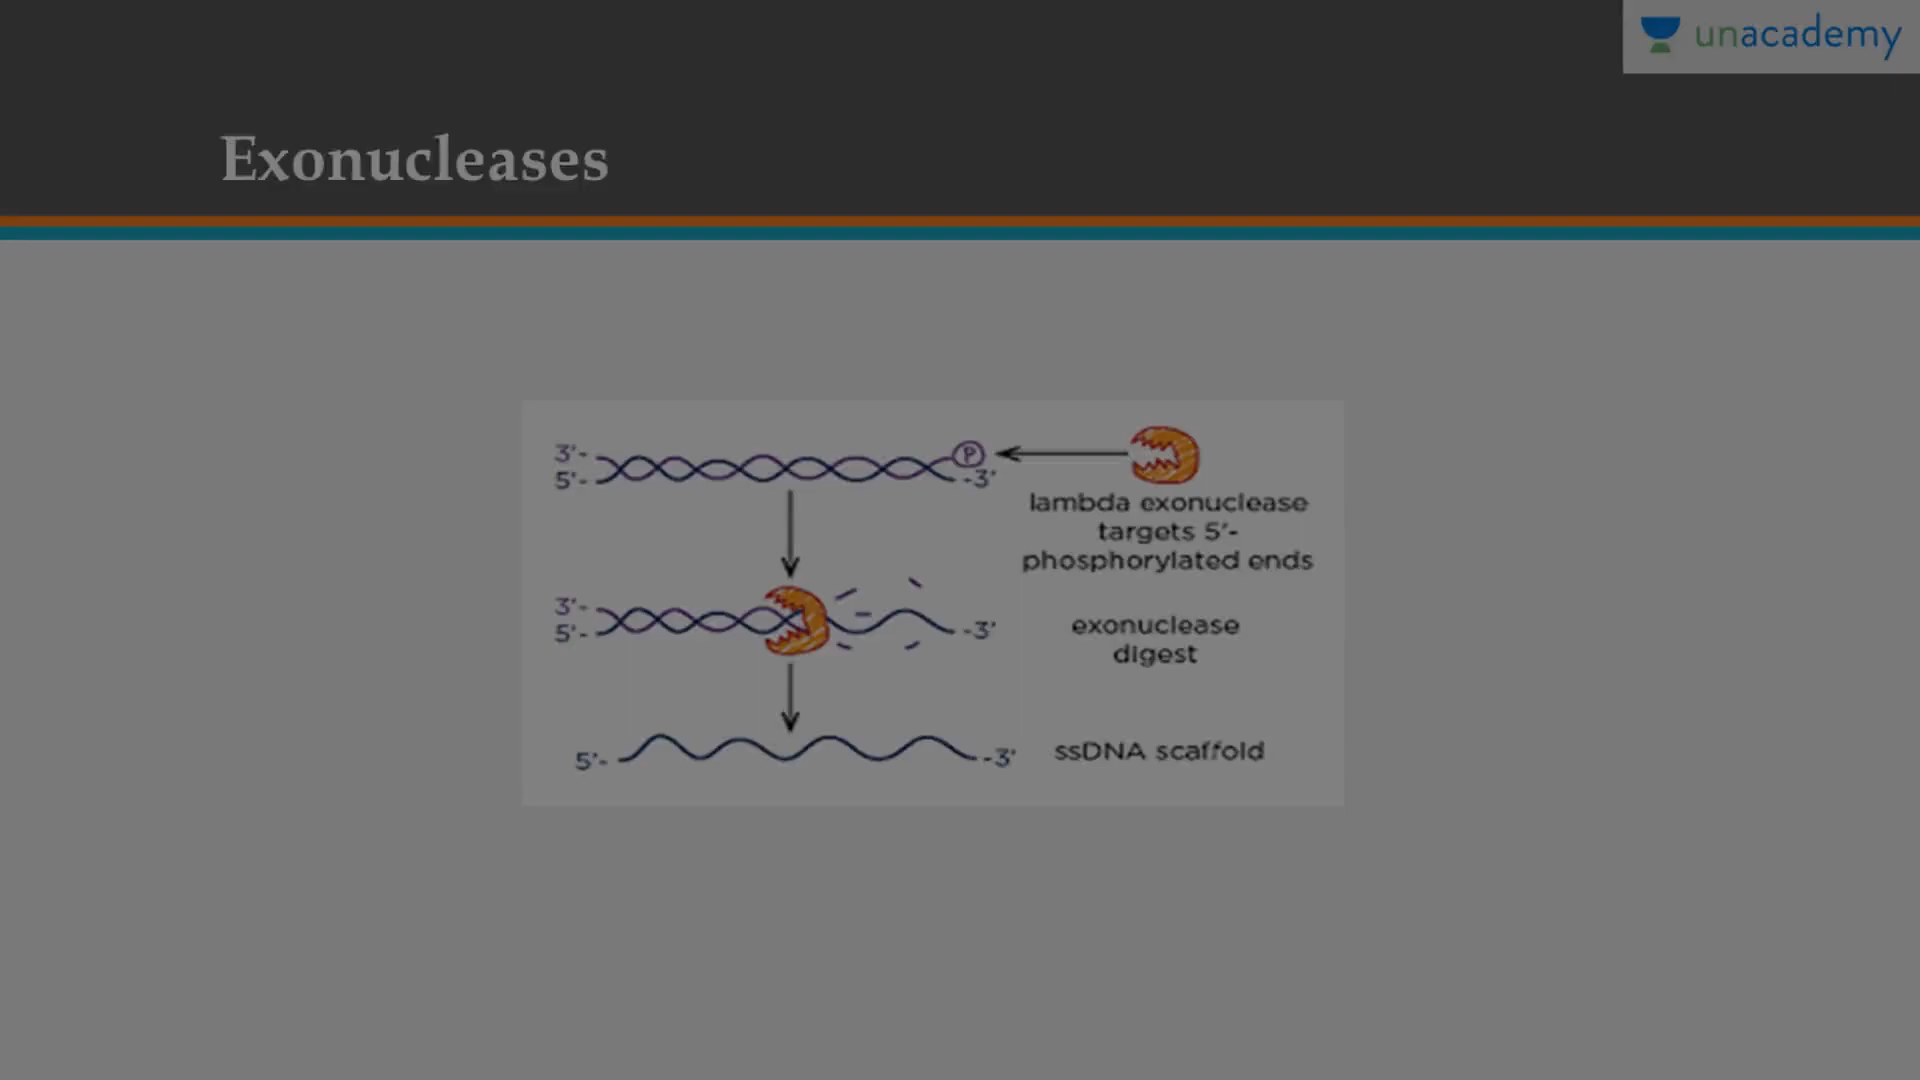 unacademy
Exonucleases
3'-
P
5'-
-3'
lambda exonuclease
targets 5'-
phosphorylated ends
3'-
5'-
-3'
exonuclease
digest
5'-
-3'
ssDNA scaffold